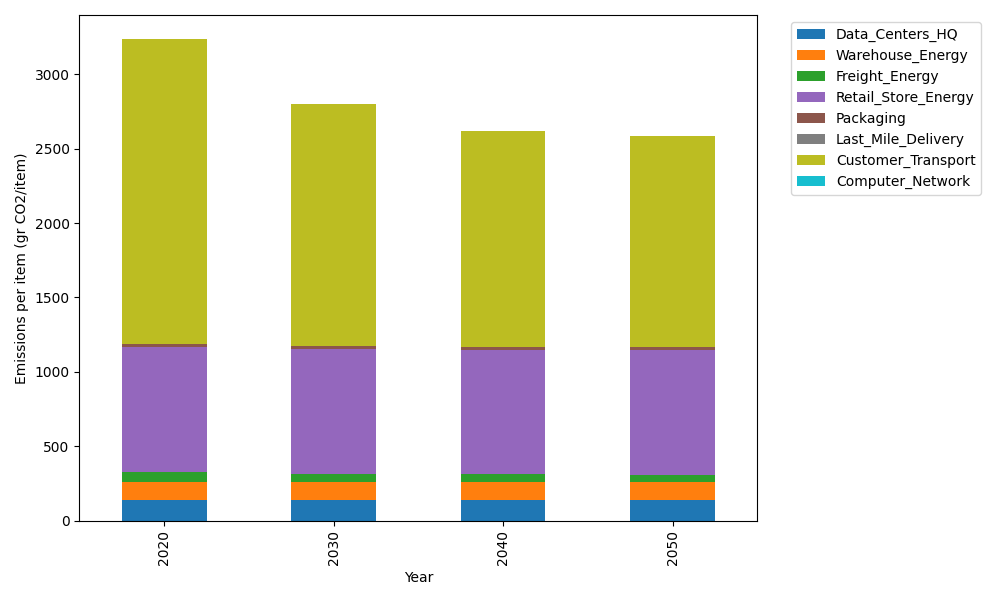 Emissions per item (gr CO2/item)
3000
2500
2000
1500
1000
500
0
2020
2030
2040
2050
Year
Data_Centers_HQ
Warehouse_Energy
Freight_Energy
Retail_Store_Energy
Packaging
Last_Mile_Delivery
Customer_Transport
Computer_Network